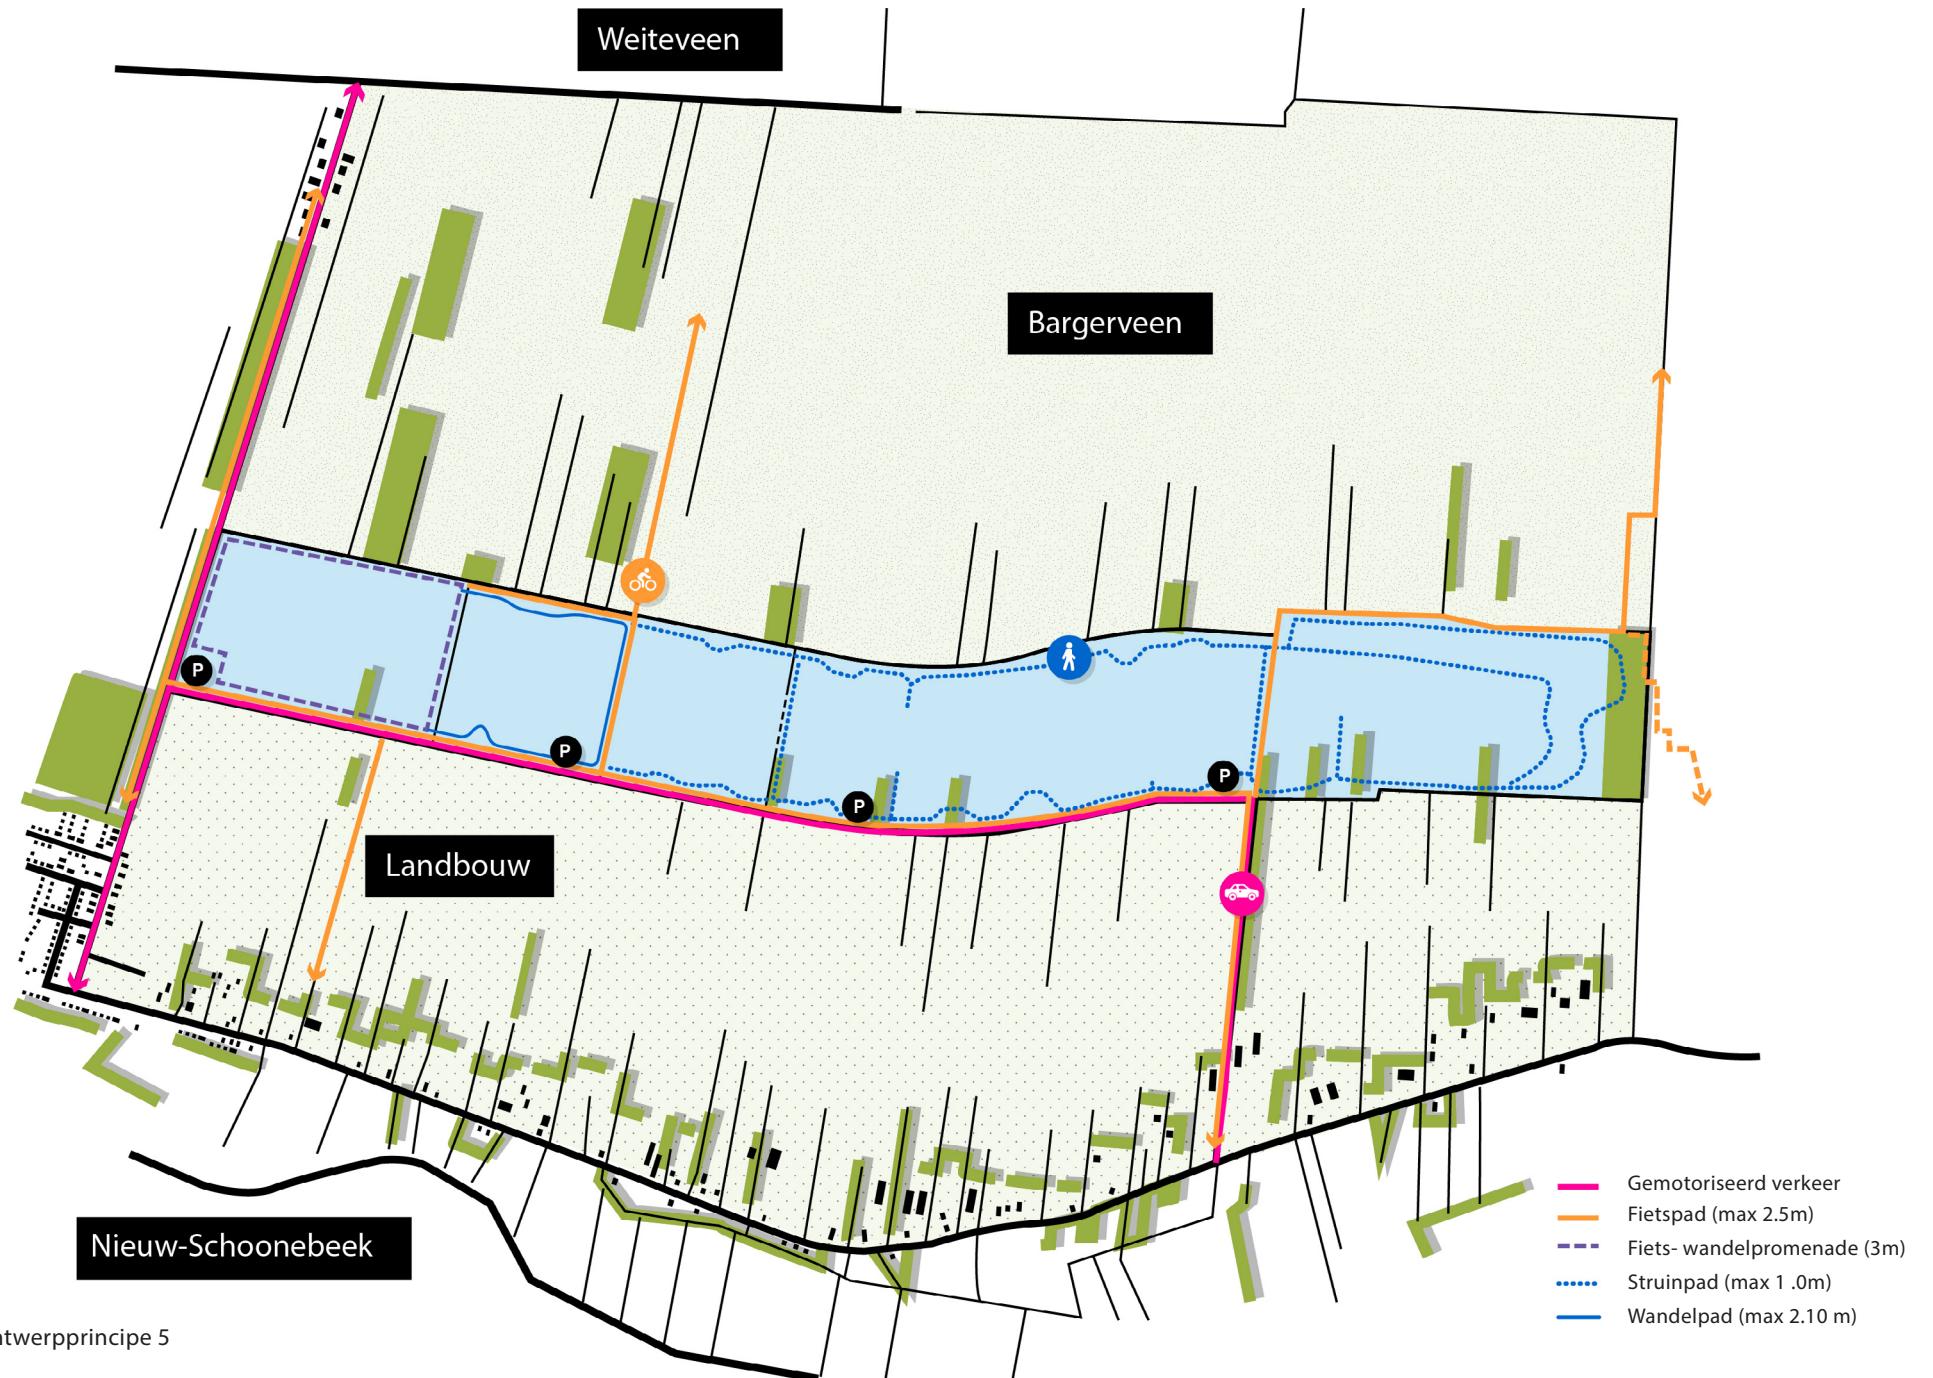 Weiteveen
Bargerveen
P
P
P
P
Landbouw
Nieuw-Schoonebeek
Gemotoriseerd verkeer
Fietspad (max 2.5m)
Fiets- wandelpromenade (3m)
Struinpad (max 1 .0m)
Wandelpad (max 2.10 m)
ntwerpprincipe 5